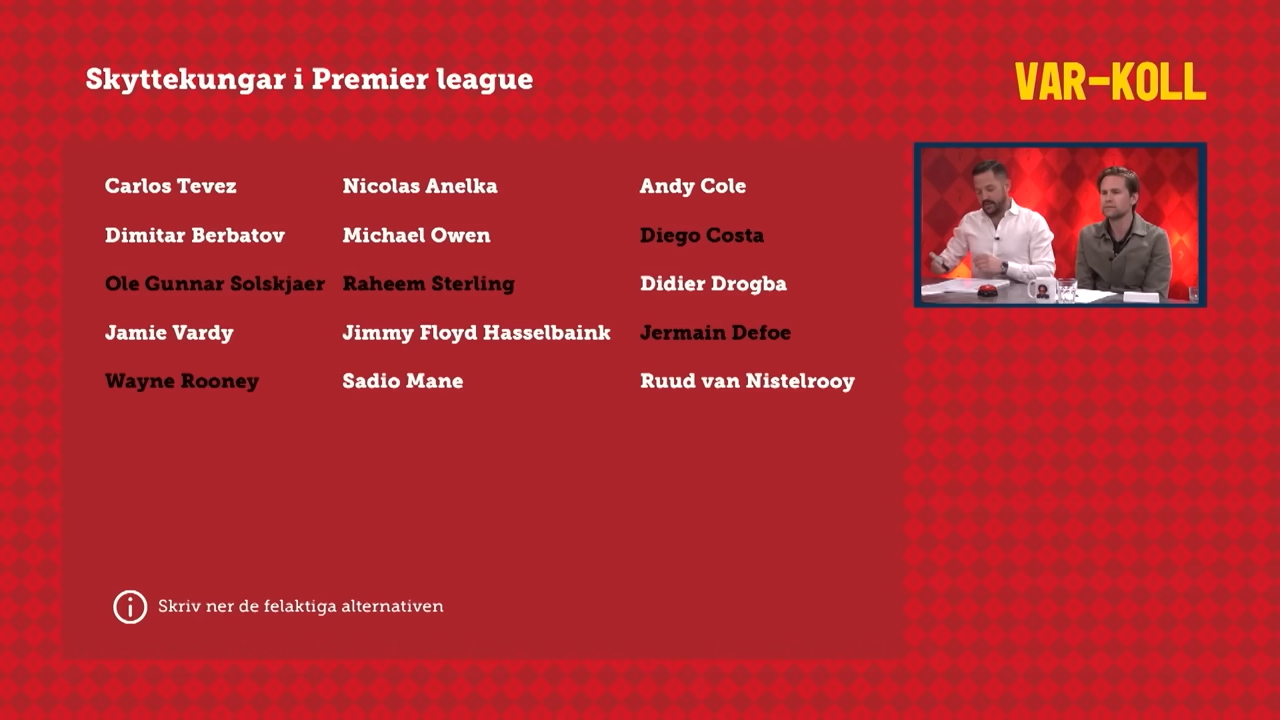 Skyttekungar i Premier league
VAR-KOLL
Carlos Tevez
Dimitar Berbatov
Ole Gunnar Solskjaer
Jamie Vardy
Wayne Rooney
Nicolas Anelka
Michael Owen
Raheem Sterling
Jimmy Floyd Hasselbaink
Sadio Mane
Andy Cole
Diego Costa
Didier Drogba
Jermain Defoe
Ruud van Nistelrooy
Skriv ner de felaktiga alternativen